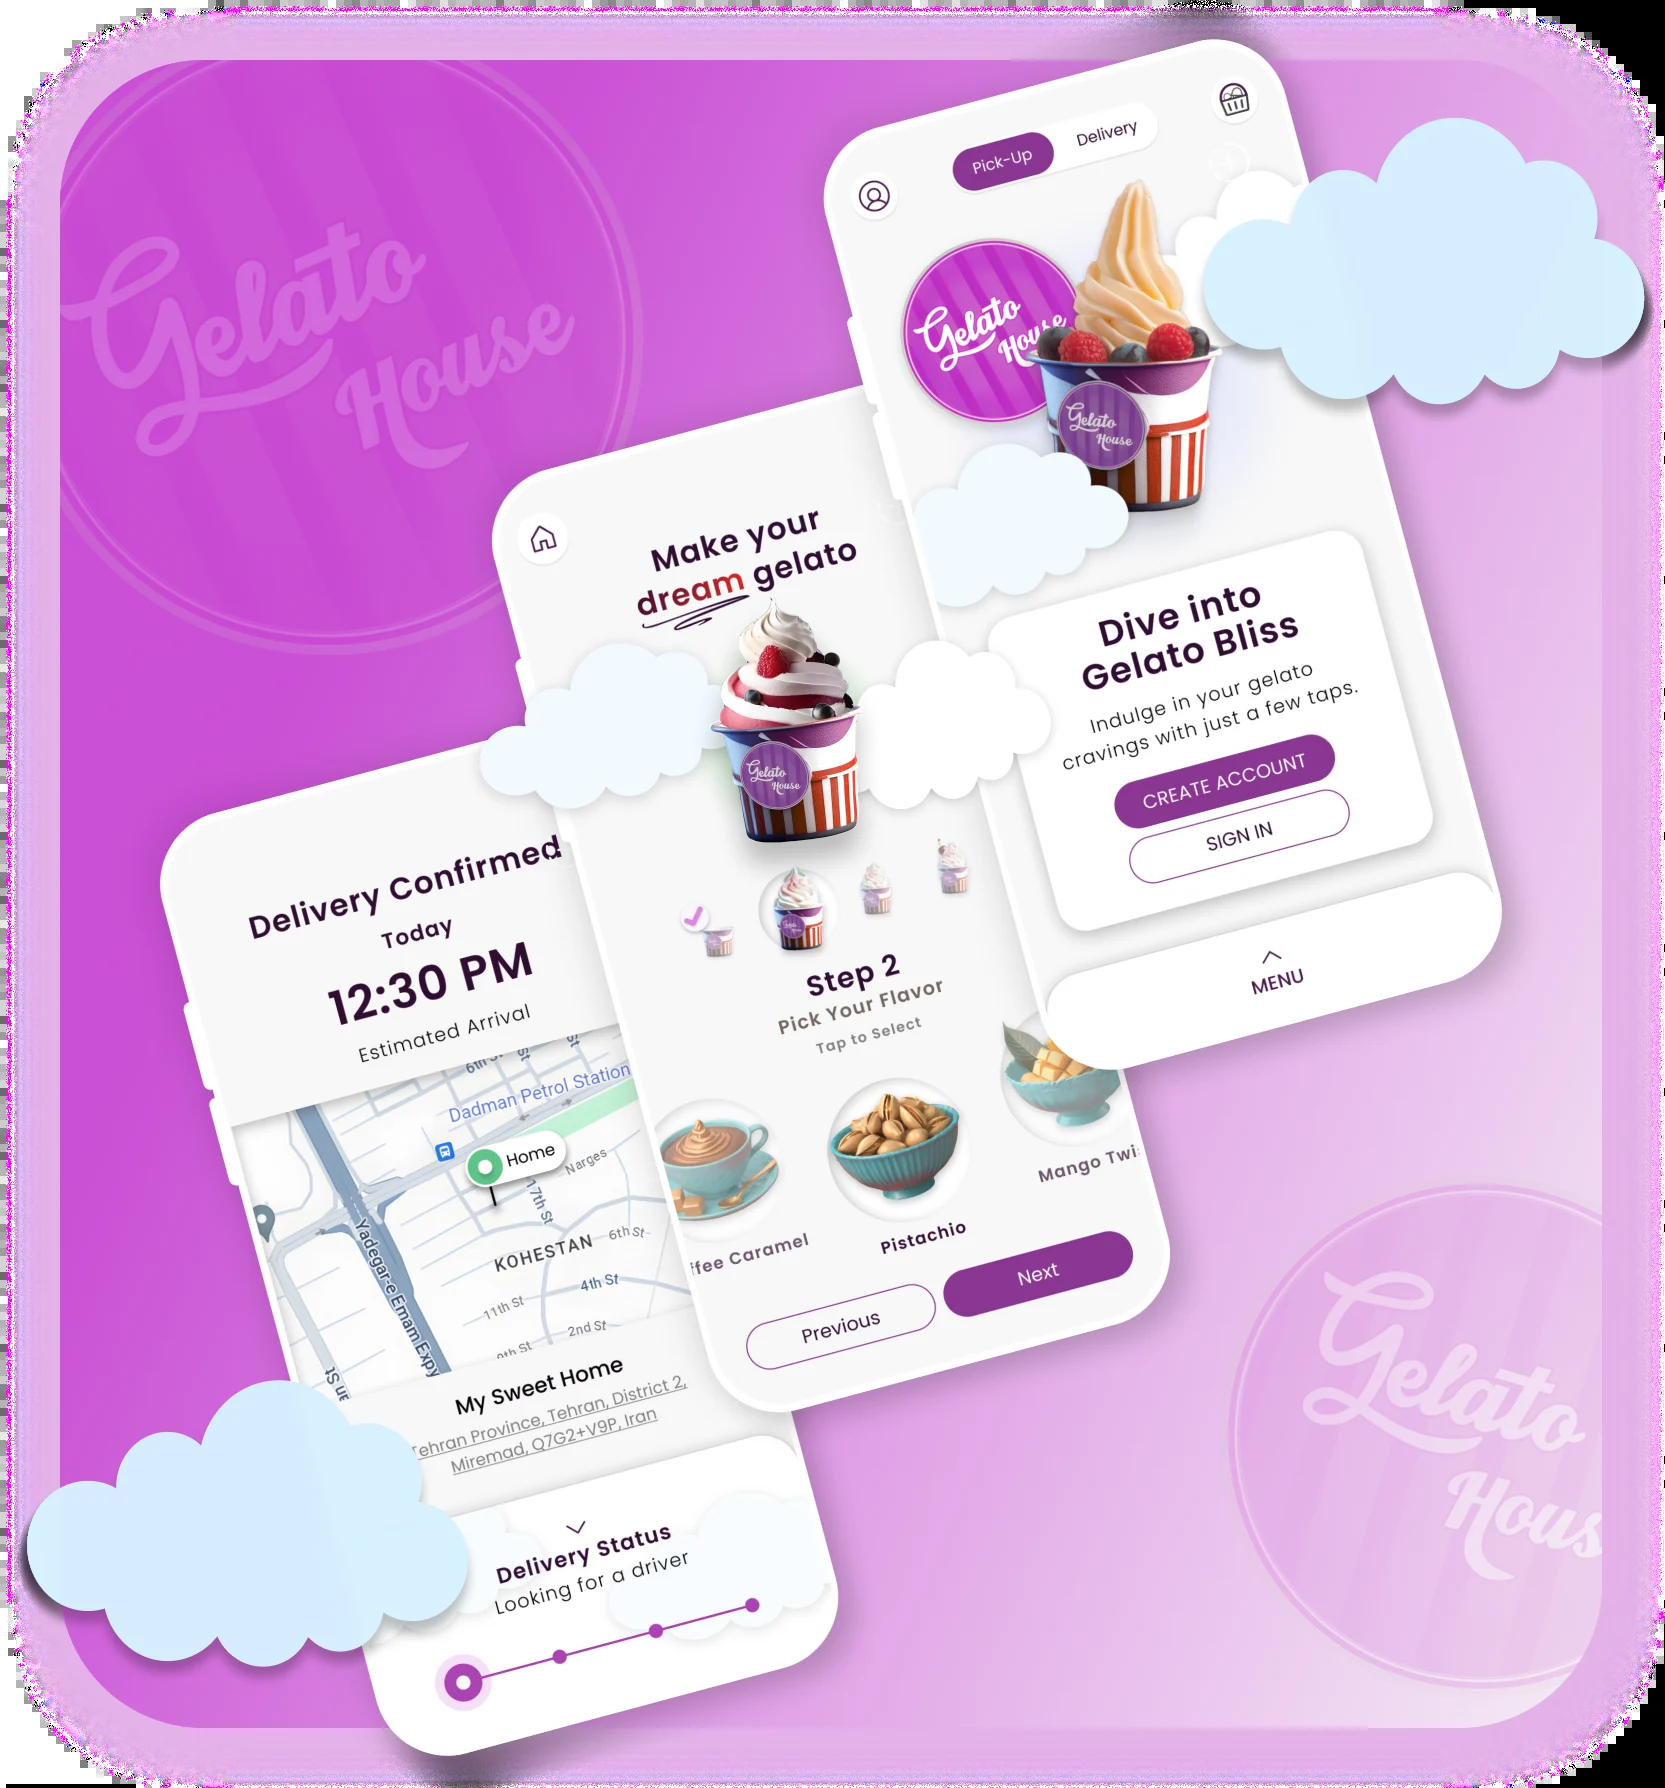 Gelato
House
Pick-Up
Delivery
Gelato
House
Gelato
House
Dive into
Gelato Bliss
Indulge in your gelato
cravings with just a few taps.
CREATE ACCOUNT
SIGN IN
MENU
Make your
dream gelato
Gelato
House
Step 2
Pick Your Flavor
Tap to Select
ffee Caramel
Pistachio
Mango Twi
Previous
Next
Delivery Confirmed!
Today
12:30 PM
Estimated Arrival
6th S
St
St
Dadman Petrol Station
Home
Narges
17th St
Yadegar-e Emam Expy
KOHESTAN
6th St
4th St
11th St
2nd St
9th St
an St
My Sweet Home
Tehran Province, Tehran, District 2,
Miremad, Q7G2+V9P, Iran
Delivery Status
Looking for a driver
Gelato
Hous